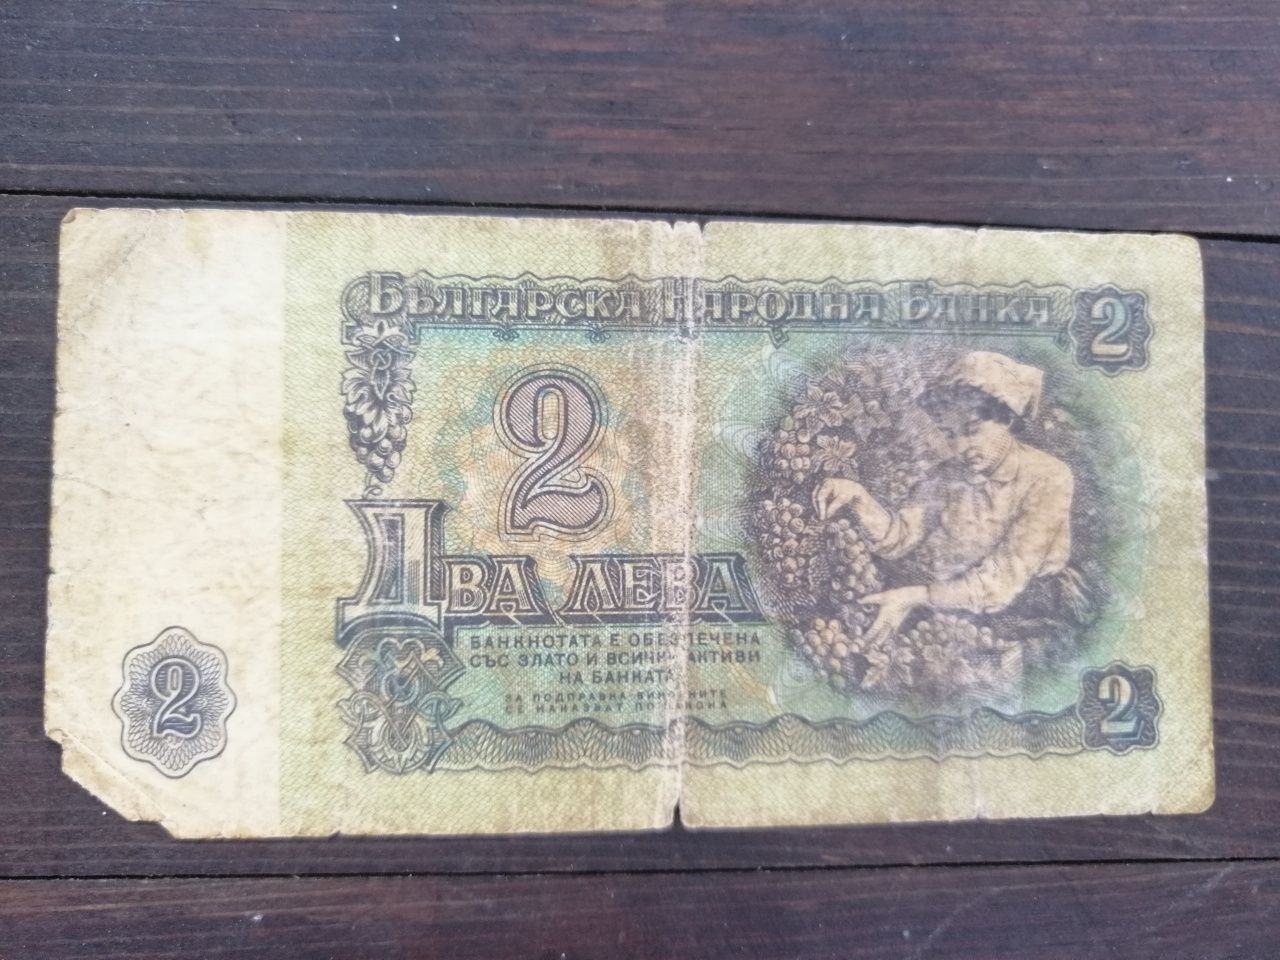 Българска Народна Банка 2
2
Два лева
БАНКНОТАТА Е ОБЕЗПЕЧЕНА
СЪС ЗЛАТО И ВСИЧКИ АКТИВИ
НА БАНКАТА
ЗА ПОДПРАВКА ВИНОВНИТЕ
СЕ НАКАЗВАТ ПО ЗАКОНА
2
2